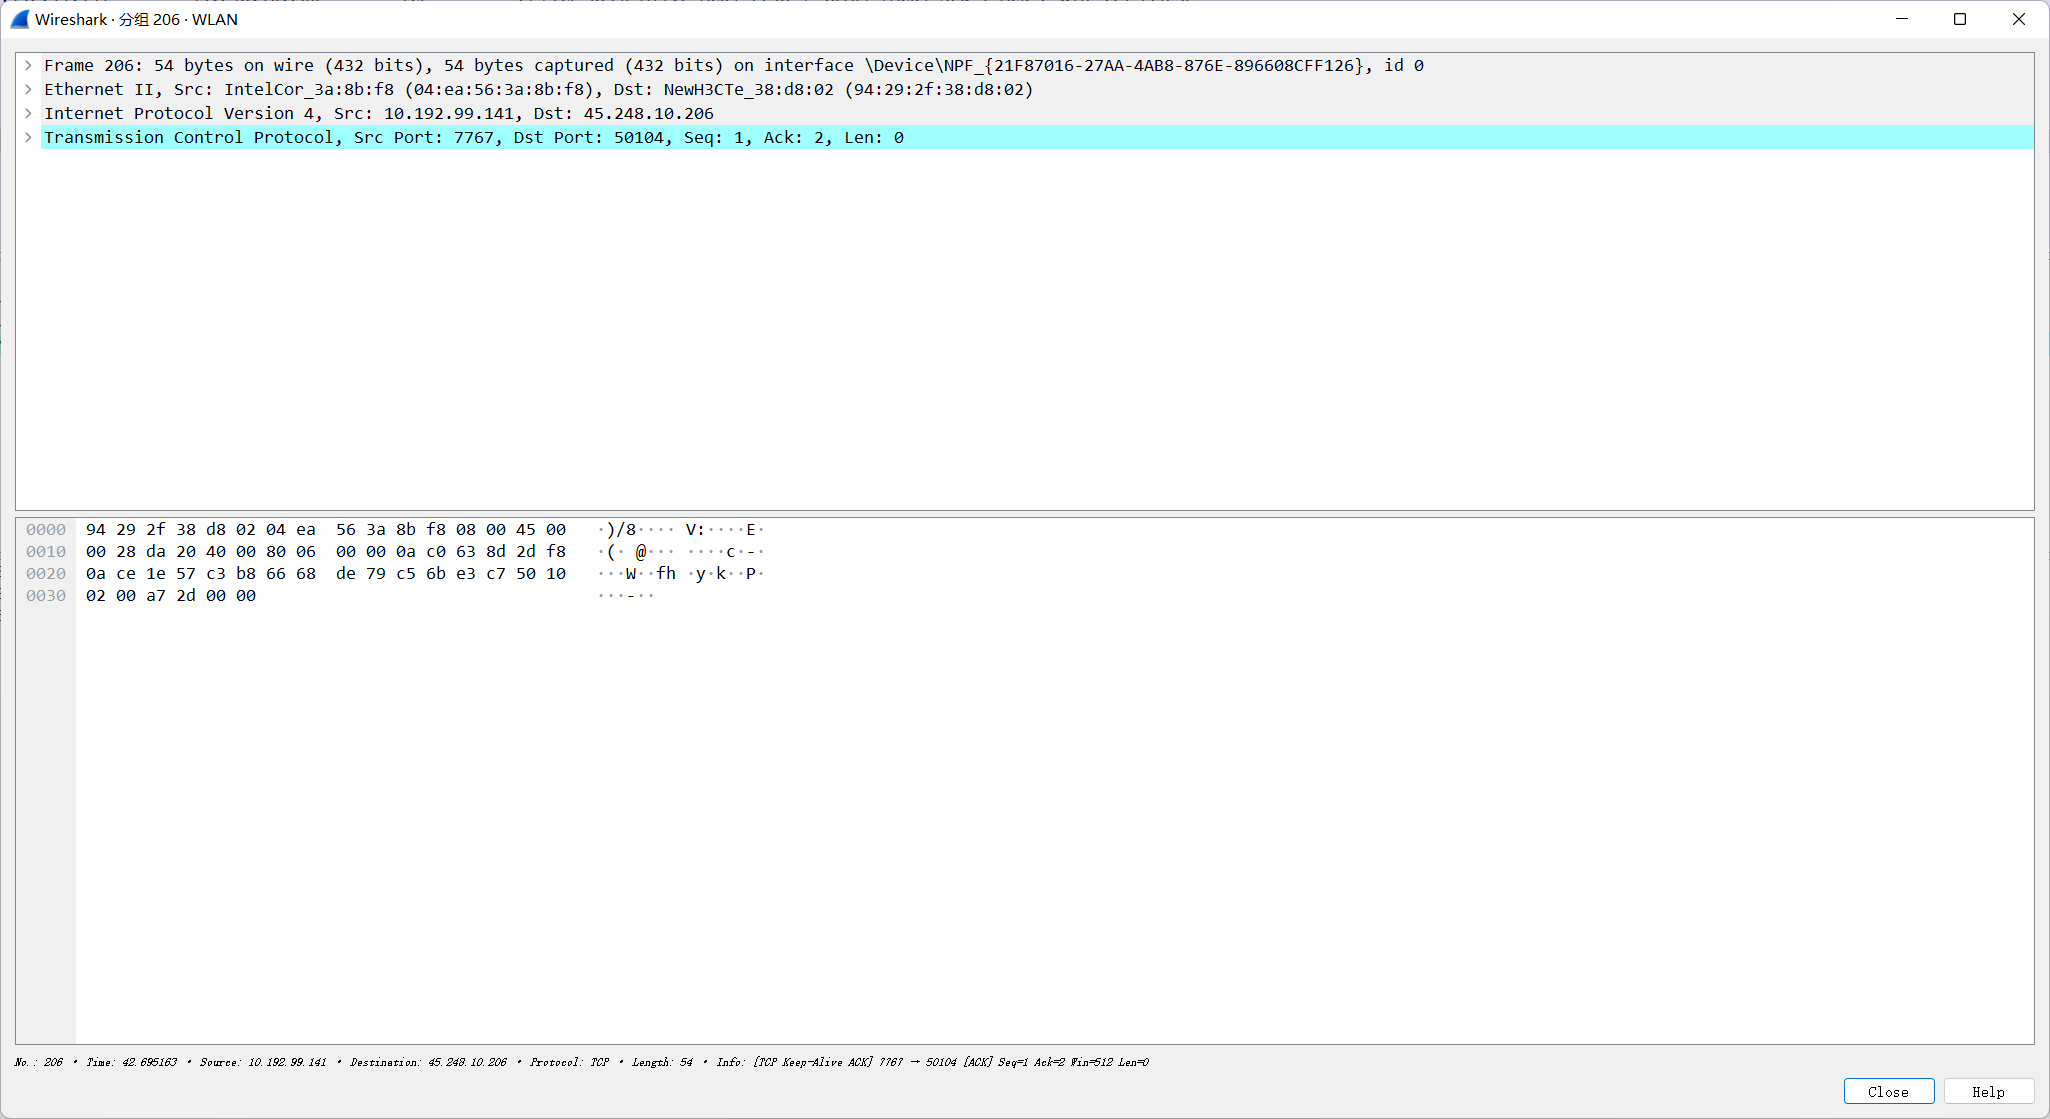 Wireshark · 分组 206 · WLAN
Frame 206: 54 bytes on wire (432 bits), 54 bytes captured (432 bits) on interface \Device\NPF_{21F87016-27AA-4AB8-876E-896608CFF126}, id 0
Ethernet II, Src: IntelCor_3a:8b:f8 (04:ea:56:3a:8b:f8), Dst: NewH3CTe_38:d8:02 (94:29:2f:38:d8:02)
Internet Protocol Version 4, Src: 10.192.99.141, Dst: 45.248.10.206
Transmission Control Protocol, Src Port: 7767, Dst Port: 50104, Seq: 1, Ack: 2, Len: 0
0000 94 29 2f 38 d8 02 04 ea 56 3a 8b f8 08 00 45 00 ·)/8···· V:····E·
0010 00 28 da 20 40 00 80 06 00 00 0a c0 63 8d 2d f8 ·(· @··· ····c·-·
0020 0a ce 1e 57 c3 b8 66 68 de 79 c5 6b e3 c7 50 10 ···W··fh ·y·k··P·
0030 02 00 a7 2d 00 00 ···-··
No.: 206 · Time: 42.695163 · Source: 10.192.99.141 · Destination: 45.248.10.206 · Protocol: TCP · Length: 54 · Info: [TCP Keep-Alive ACK] 7767 → 50104 [ACK] Seq=1 Ack=2 Win=512 Len=0
Close Help